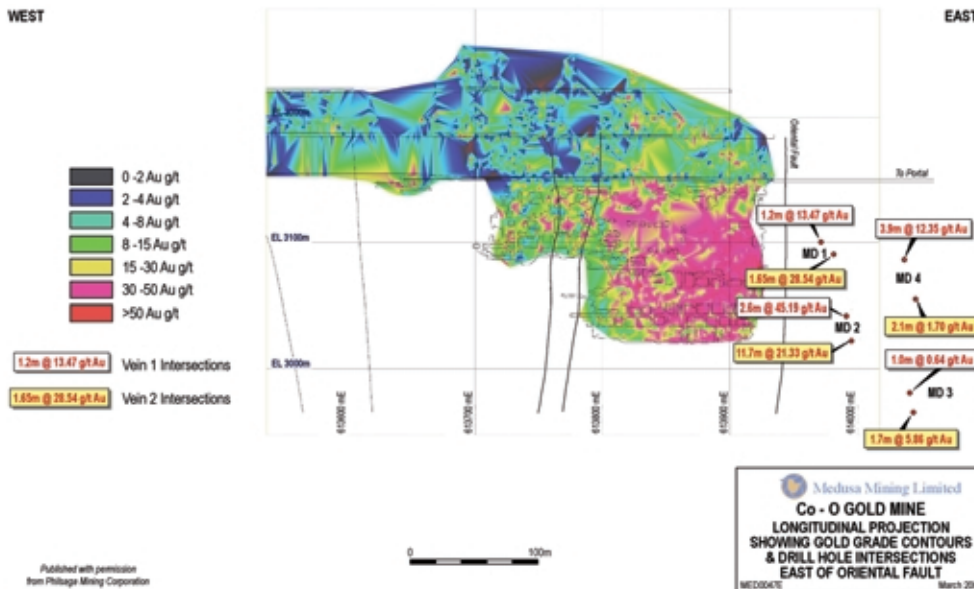 WEST
EAST
Oriental Fault
To Portal
0 -2 Au g/t
2 -4 Au g/t
4 -8 Au g/t
8 -15 Au g/t
15 -30 Au g/t
30 -50 Au g/t
>50 Au g/t
1.2m @ 13.47 g/t Au
Vein 1 Intersections
1.65m @ 28.54 g/t Au
Vein 2 Intersections
EL 3100m
EL 3000m
1.2m @ 13.47 g/t Au
MD 1
1.65m @ 28.54 g/t Au
3.9m @ 12.35 g/t Au
MD 4
2.1m @ 1.70 g/t Au
2.6m @ 45.19 g/t Au
MD 2
11.7m @ 21.33 g/t Au
1.0m @ 0.64 g/t Au
MD 3
1.7m @ 5.86 g/t Au
613600 mE
613700 mE
613800 mE
613900 mE
614000 mE
Medusa Mining Limited
Co - O GOLD MINE
LONGITUDINAL PROJECTION
SHOWING GOLD GRADE CONTOURS
& DRILL HOLE INTERSECTIONS
EAST OF ORIENTAL FAULT
MED0047E
March
0
100m
Published with permission
from Philsaga Mining Corporation